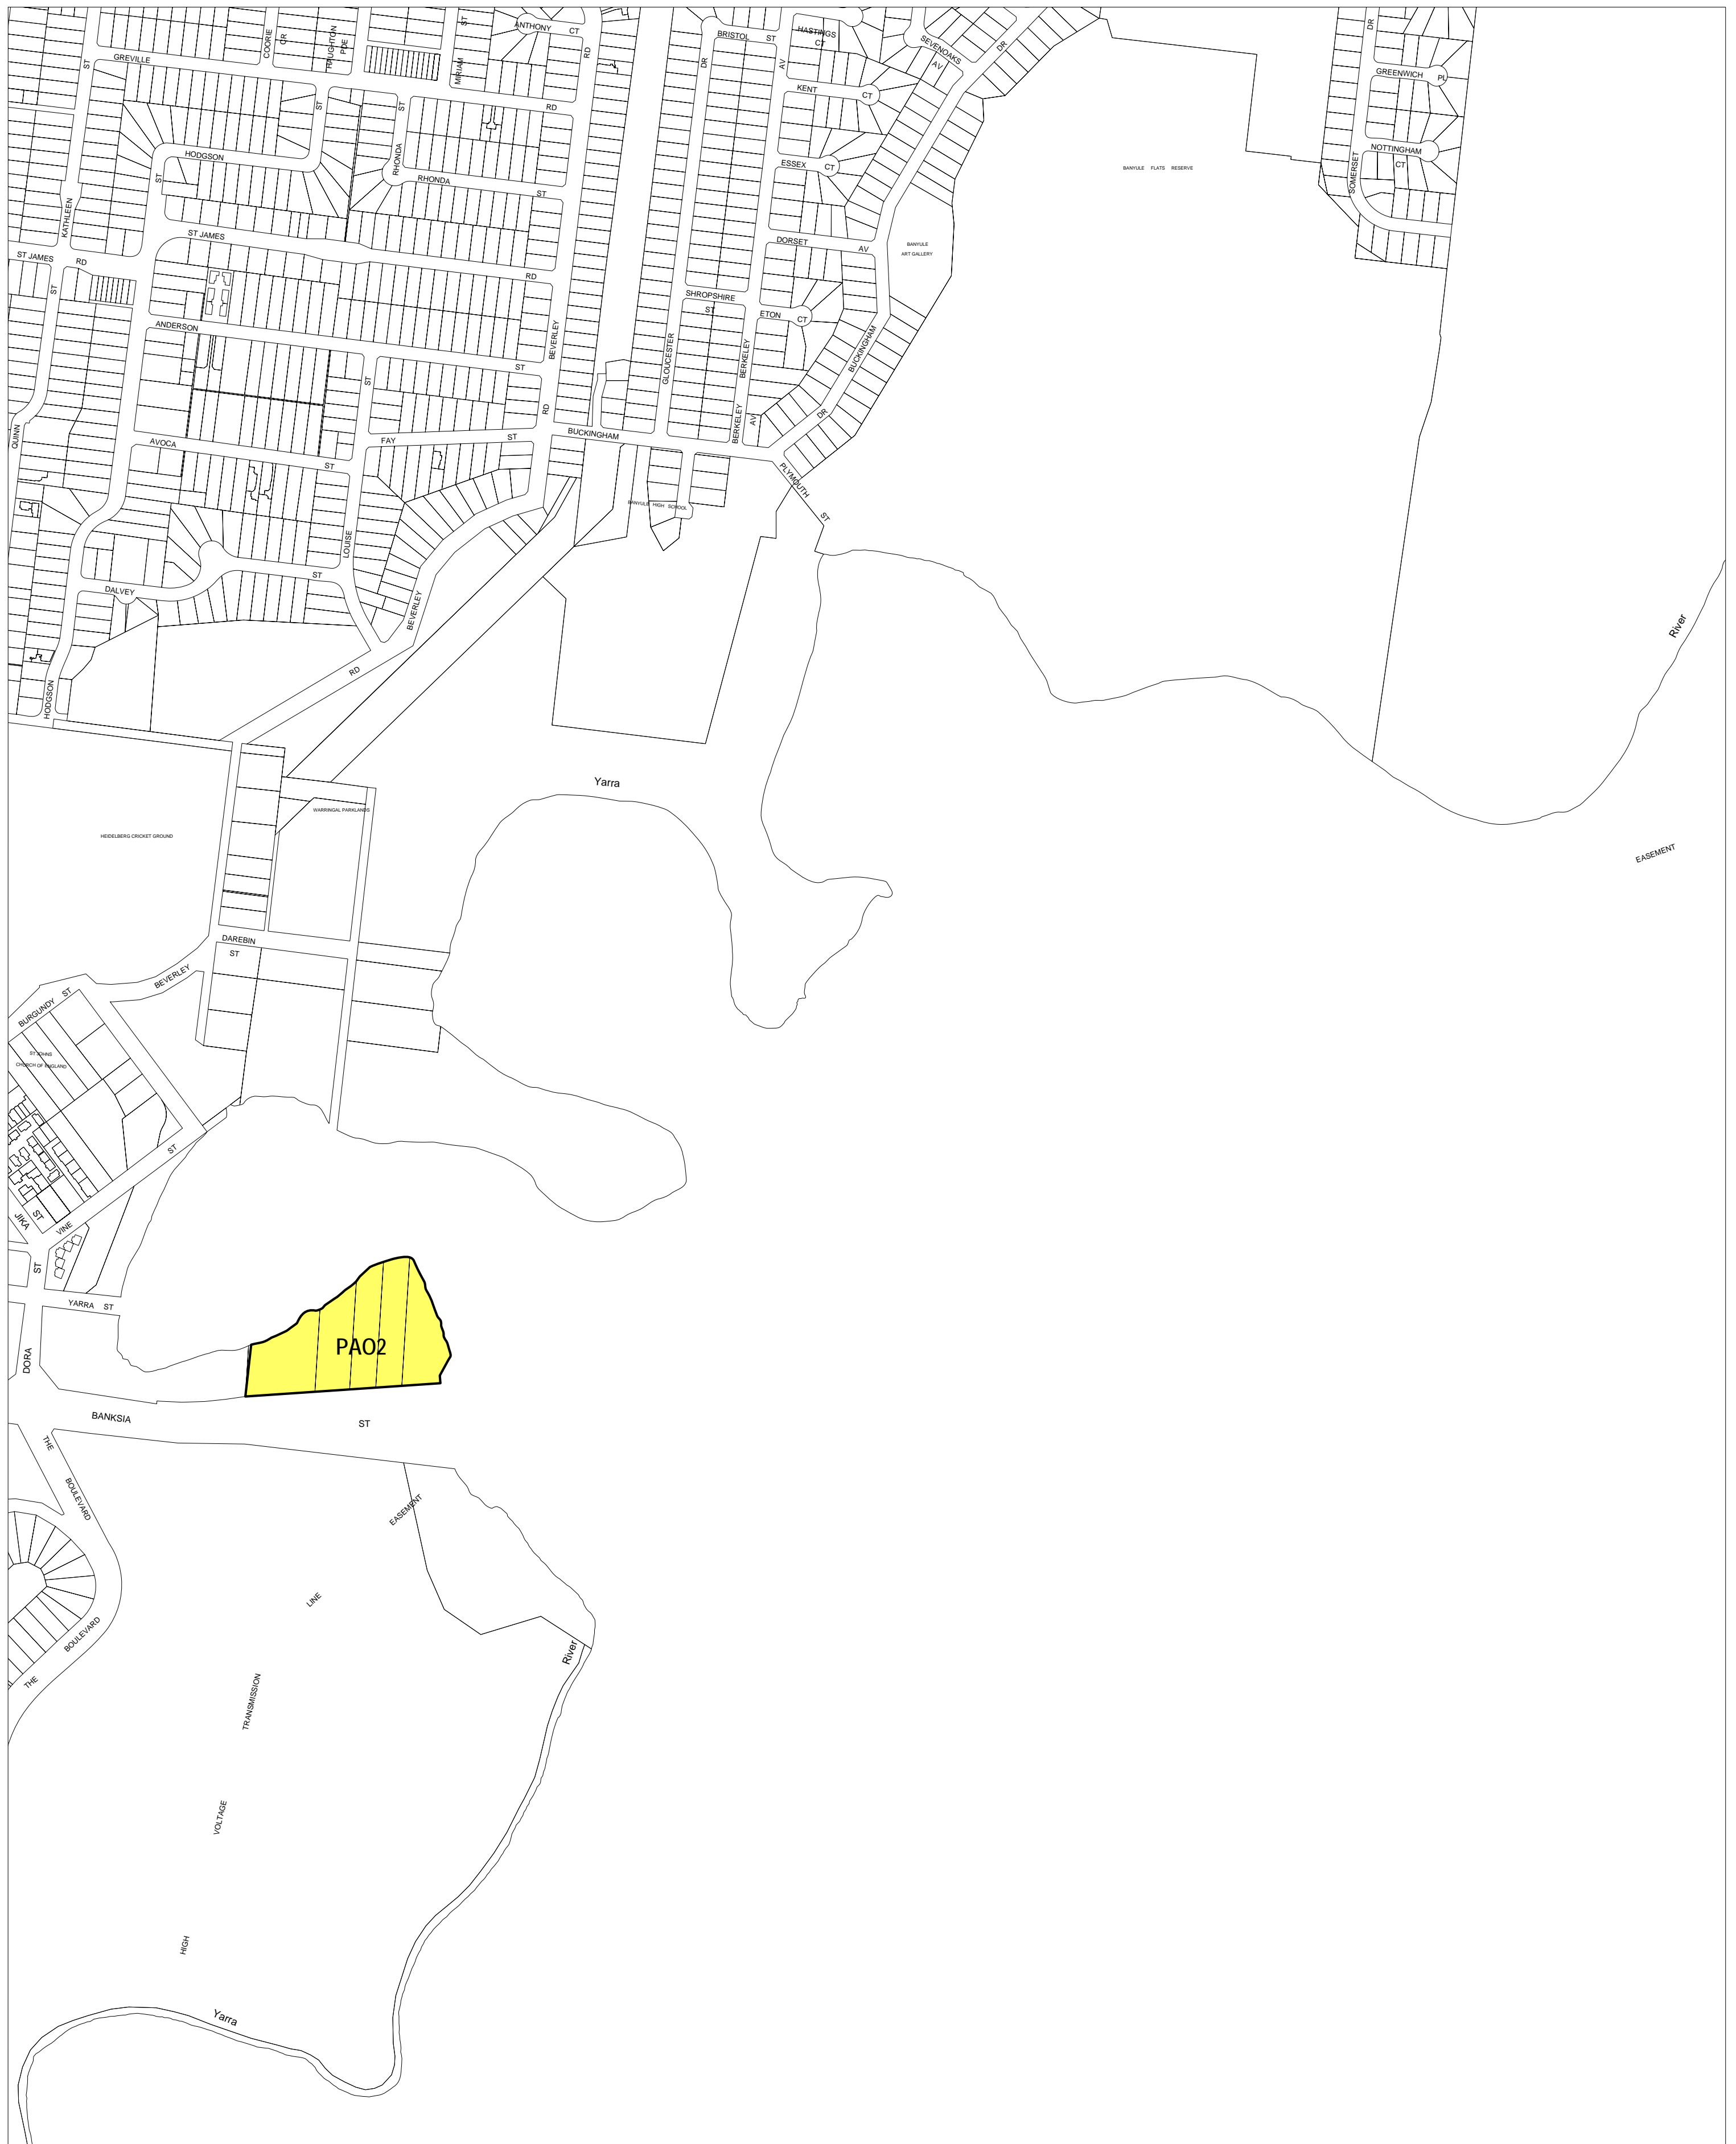 ANTHONY CT
ST
DR
DR
BRISTOL ST
HASTINGS
CT
SEVENOAKS
AV
DR
COORIE
CR
HAUGHTON
PDE
MIRIAM
RD
GREVILLE
ST
RD
AV
KENT CT
GREENWICH PL
ST
ST
HODGSON
ST
RHONDA
RHONDA
ST
ESSEX CT
BANYULE FLATS RESERVE
NOTTINGHAM
CT
SOMERSET
KATHLEEN
ST JAMES
RD
ST JAMES
RD
DORSET
AV
BANYULE
ART GALLERY
ST
SHROPSHIRE
ST
ETON CT
ANDERSON
ST
BEVERLEY
RD
GLOUCESTER
BERKELEY
BERKELEY
AV
BUCKINGHAM
DR
ST
QUINN
AVOCA
ST
FAY
ST
BUCKINGHAM
PLYMOUTH
ST
BANYULE HIGH SCHOOL
LOUISE
ST
DALVEY
BEVERLEY
RD
HODGSON
River
Yarra
WARRINGAL PARKLANDS
HEIDELBERG CRICKET GROUND
EASEMENT
DAREBIN
ST
BEVERLEY
BURGUNDY ST
ST JOHNS
CHURCH OF ENGLAND
ST
JIKA
ST
VINE
ST
YARRA ST
PAO2
DORA
BANKSIA
ST
THE
BOULEVARD
EASEMENT
LINE
BOULEVARD
THE
River
TRANSMISSION
VOLTAGE
HIGH
Yarra